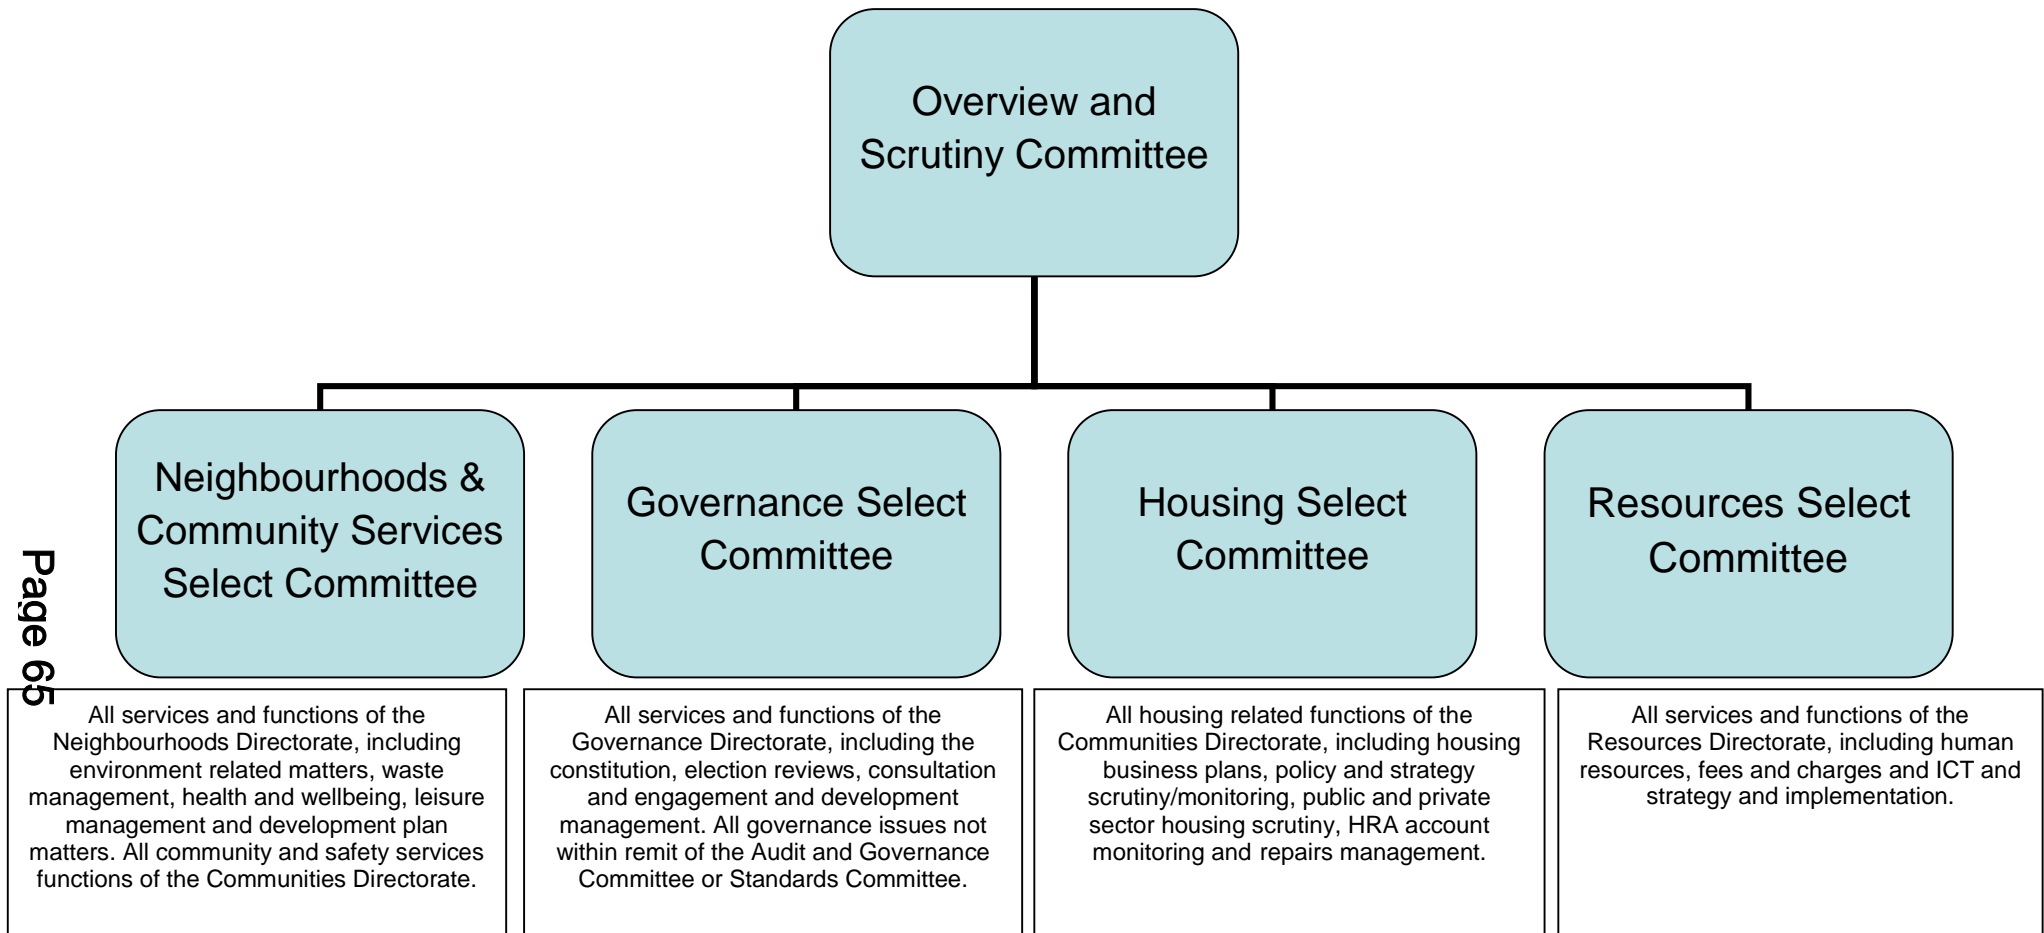 Overview and
Scrutiny Committee
Neighbourhoods &
Community Services
Select Committee
Governance Select
Committee
Housing Select
Committee
Resources Select
Committee
Page 65
All services and functions of the
Neighbourhoods Directorate, including
environment related matters, waste
management, health and wellbeing, leisure
management and development plan
matters. All community and safety services
functions of the Communities Directorate.
All services and functions of the
Governance Directorate, including the
constitution, election reviews, consultation
and engagement and development
management. All governance issues not
within remit of the Audit and Governance
Committee or Standards Committee.
All housing related functions of the
Communities Directorate, including housing
business plans, policy and strategy
scrutiny/monitoring, public and private
sector housing scrutiny, HRA account
monitoring and repairs management.
All services and functions of the
Resources Directorate, including human
resources, fees and charges and ICT and
strategy and implementation.